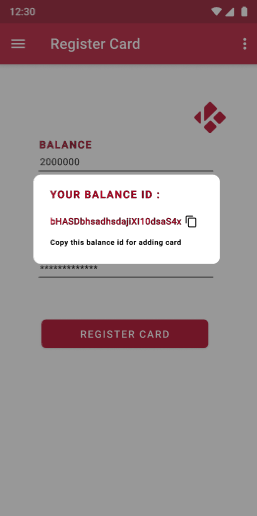 12:30
Register Card
BALANCE
2000000
YOUR BALANCE ID :
bHASDbhsadhsdajiXI10dsaS4x
Copy this balance id for adding card
*************
REGISTER CARD